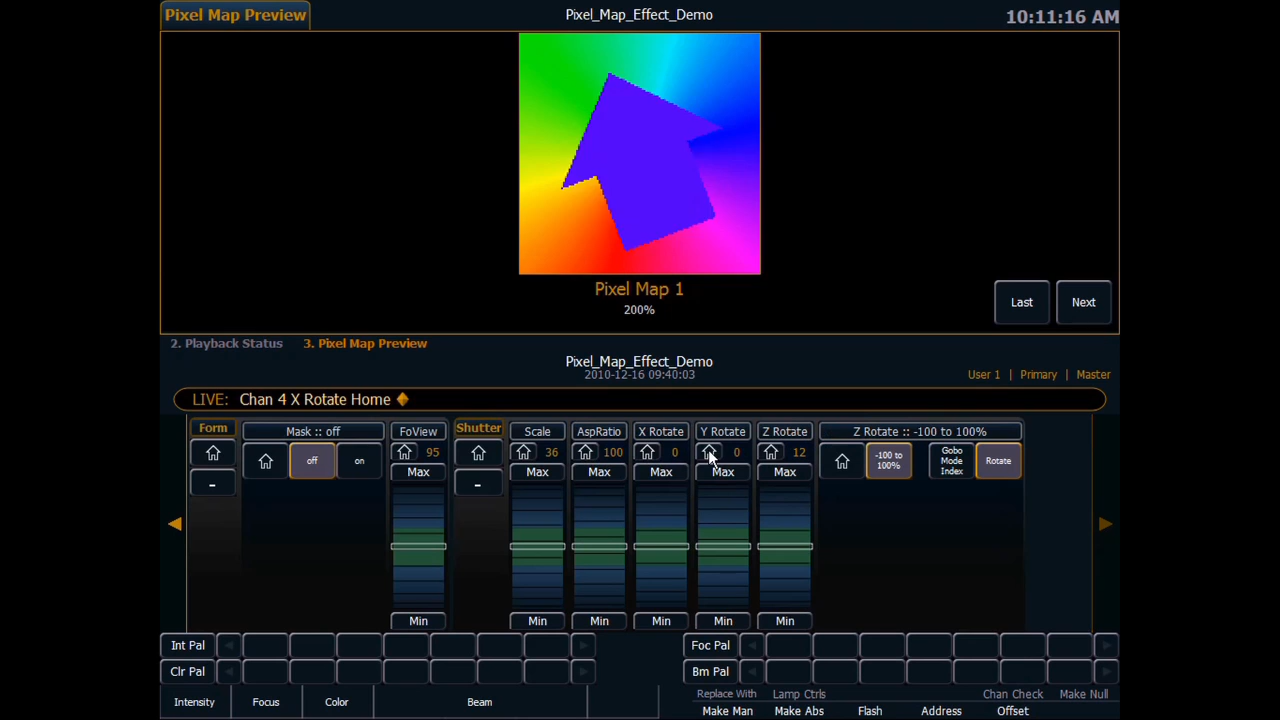 Pixel Map Preview
Pixel_Map_Effect_Demo
10:11:16 AM
Pixel Map 1
200%
Last
Next
2. Playback Status
3. Pixel Map Preview
Pixel_Map_Effect_Demo
2010-12-16 09:40:03
User 1 | Primary | Master
LIVE: Chan 4 X Rotate Home
Form
Mask :: off
FoView
Shutter
Scale
AspRatio
X Rotate
Y Rotate
Z Rotate
Z Rotate :: -100 to 100%
off
on
95
36
100
0
0
12
-100 to 100%
Gobo Mode Index
Rotate
-
Max
-
Max
Max
Max
Max
Max
Min
Min
Min
Min
Min
Min
Int Pal
Foc Pal
Clr Pal
Bm Pal
Intensity
Focus
Color
Beam
Replace With
Lamp Ctrls
Chan Check
Make Null
Make Man
Make Abs
Flash
Address
Offset